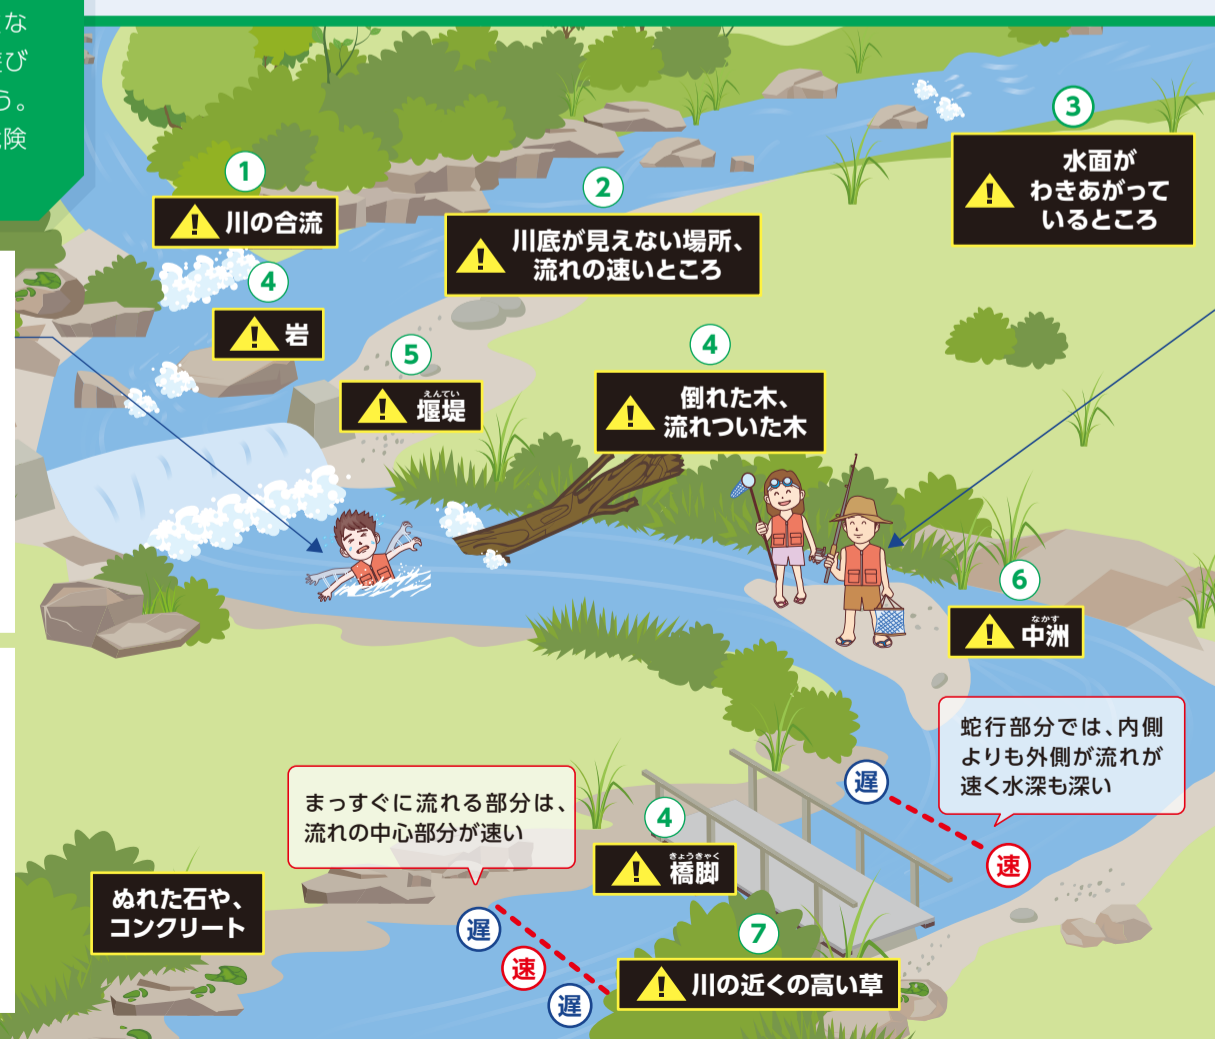 な
び
う。
険
1
川の合流
2
川底が見えない場所、
流れの速いところ
3
水面が
わきあがって
いるところ
4
岩
5
えんてい
堰堤
4
倒れた木、
流れついた木
6
なかす
中洲
蛇行部分では、内側
よりも外側が流れが
速く水深も深い
遅
速
まっすぐに流れる部分は、
流れの中心部分が速い
4
きょうきゃく
橋脚
ぬれた石や、
コンクリート
遅
速
遅
7
川の近くの高い草